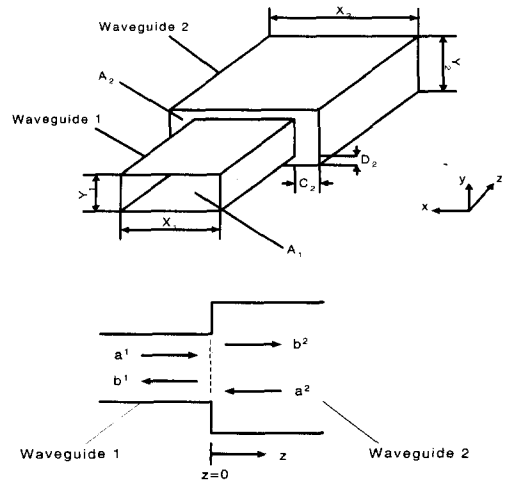 X₂
Waveguide 2
Y₂
A₂
Waveguide 1
D₂
C₂
Y₁
X₁
A₁
y
z
x
a¹
b²
b¹
a²
Waveguide 1
z
Waveguide 2
z=0